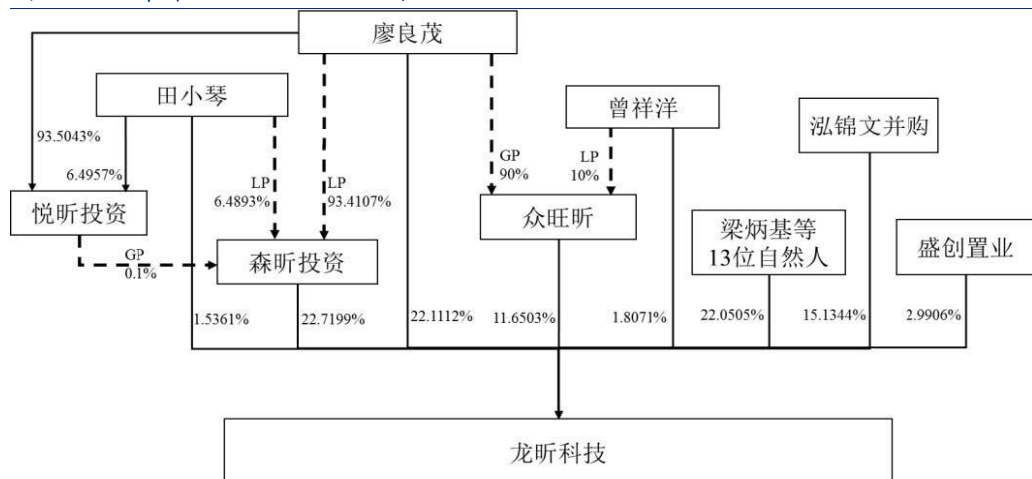 廖良茂
田小琴
曾祥洋
泓锦文并购
93.5043%
6.4957%
LP
6.4893%
LP
93.4107%
GP
90%
LP
10%
悦昕投资
众旺昕
梁炳基等
13位自然人
盛创置业
GP
0.1%
森昕投资
1.5361%
22.7199%
22.1112%
11.6503%
1.8071%
22.0505%
15.1344%
2.9906%
龙昕科技